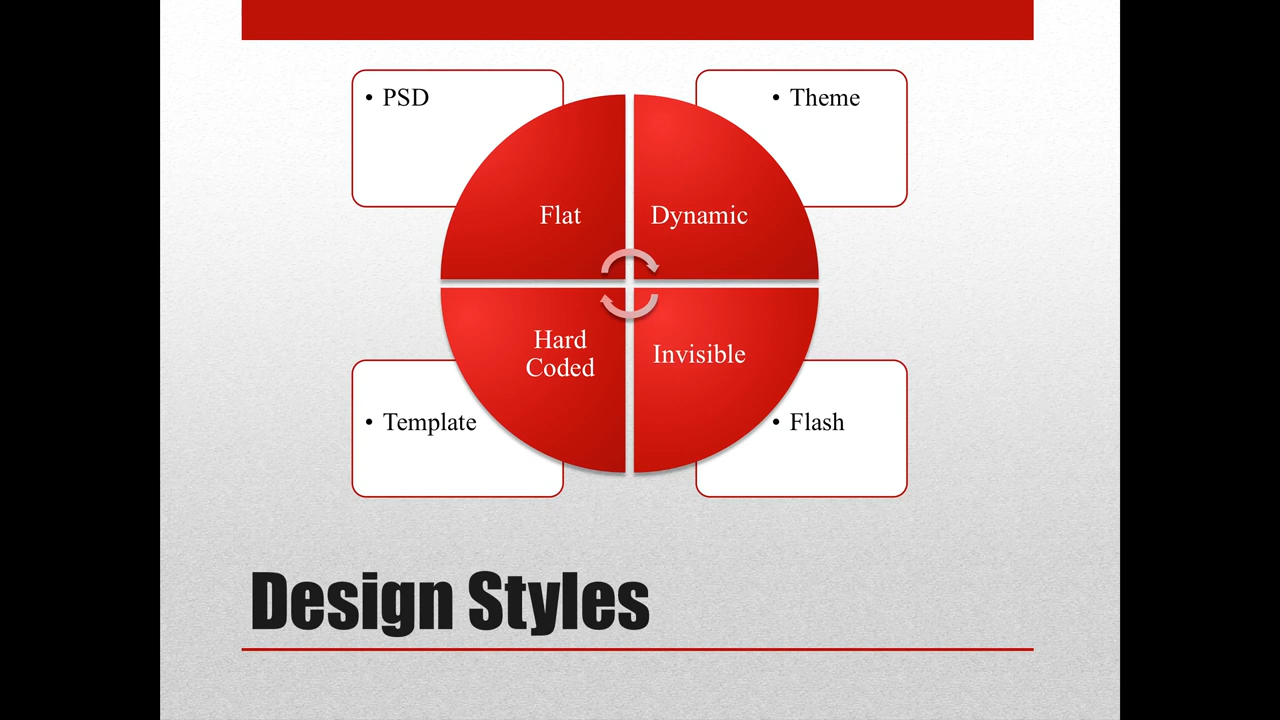 • PSD
• Theme
Flat
Dynamic
Hard
Coded
Invisible
• Template
• Flash
Design Styles